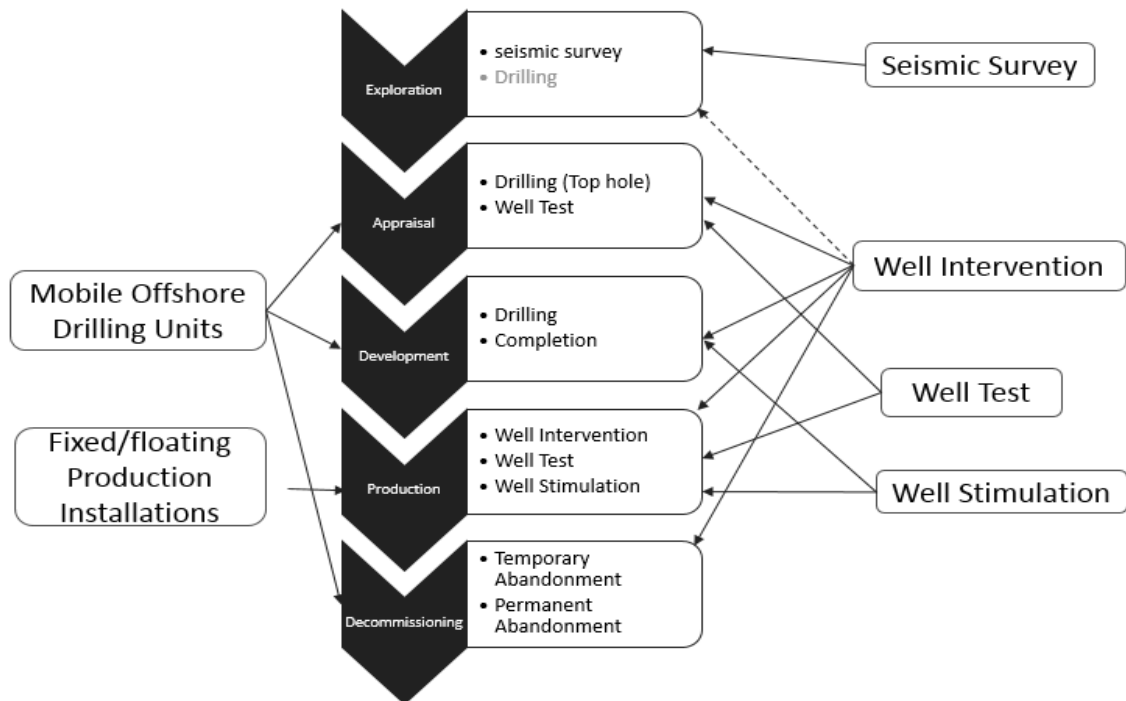 Exploration
• seismic survey
• Drilling
Seismic Survey
Appraisal
• Drilling (Top hole)
• Well Test
Mobile Offshore
Drilling Units
Well Intervention
Development
• Drilling
• Completion
Well Test
Fixed/floating
Production
Installations
Production
• Well Intervention
• Well Test
• Well Stimulation
Well Stimulation
Decommissioning
• Temporary
Abandonment
• Permanent
Abandonment